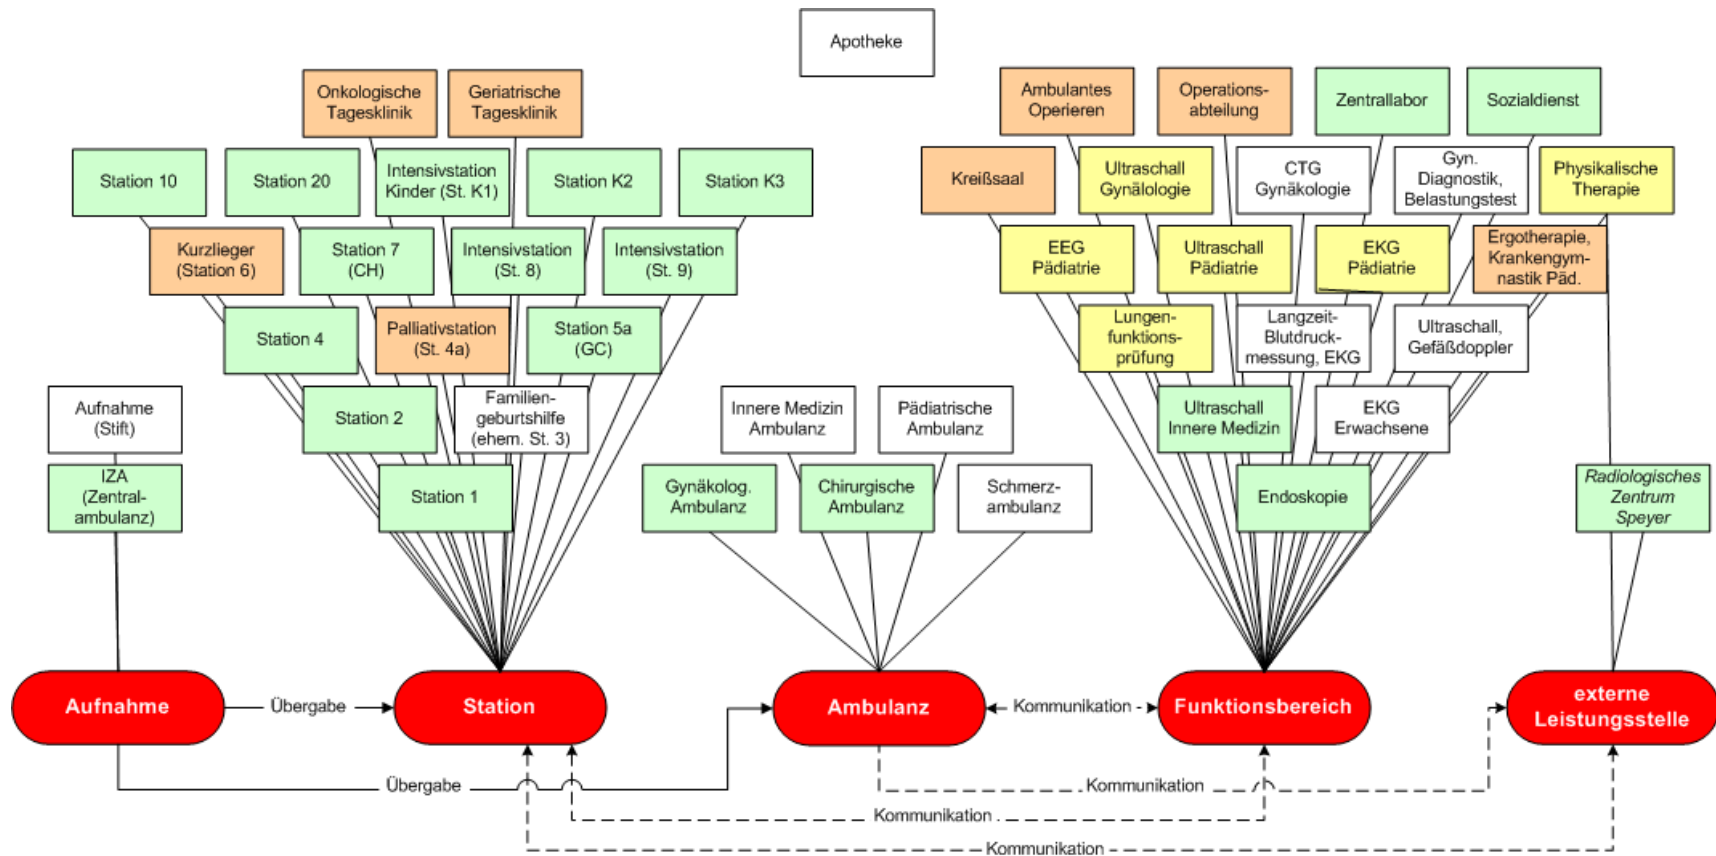 Apotheke
Onkologische
Tagesklinik
Geriatrische
Tagesklinik
Ambulantes
Operieren
Operations-
abteilung
Zentrallabor
Sozialdienst
Station 10
Station 20
Intensivstation
Kinder (St. K1)
Station K2
Station K3
Kreißsaal
Ultraschall
Gynälologie
CTG
Gynäkologie
Gyn.
Diagnostik,
Belastungstest
Physikalische
Therapie
Kurzlieger
(Station 6)
Station 7
(CH)
Intensivstation
(St. 8)
Intensivstation
(St. 9)
EEG
Pädiatrie
Ultraschall
Pädiatrie
EKG
Pädiatrie
Ergotherapie,
Krankengym-
nastik Päd.
Station 4
Palliativstation
(St. 4a)
Station 5a
(GC)
Lungen-
funktions-
prüfung
Langzeit-
Blutdruck-
messung, EKG
Ultraschall,
Gefäßdoppler
Aufnahme
(Stift)
Station 2
Familien-
geburtshilfe
(ehem. St. 3)
Innere Medizin
Ambulanz
Pädiatrische
Ambulanz
Ultraschall
Innere Medizin
EKG
Erwachsene
IZA
(Zentral-
ambulanz)
Station 1
Gynäkolog.
Ambulanz
Chirurgische
Ambulanz
Schmerz-
ambulanz
Endoskopie
Radiologisches
Zentrum
Speyer
Aufnahme
Übergabe
Station
Ambulanz
Kommunikation
Funktionsbereich
externe
Leistungsstelle
Übergabe
Kommunikation
Kommunikation
Kommunikation